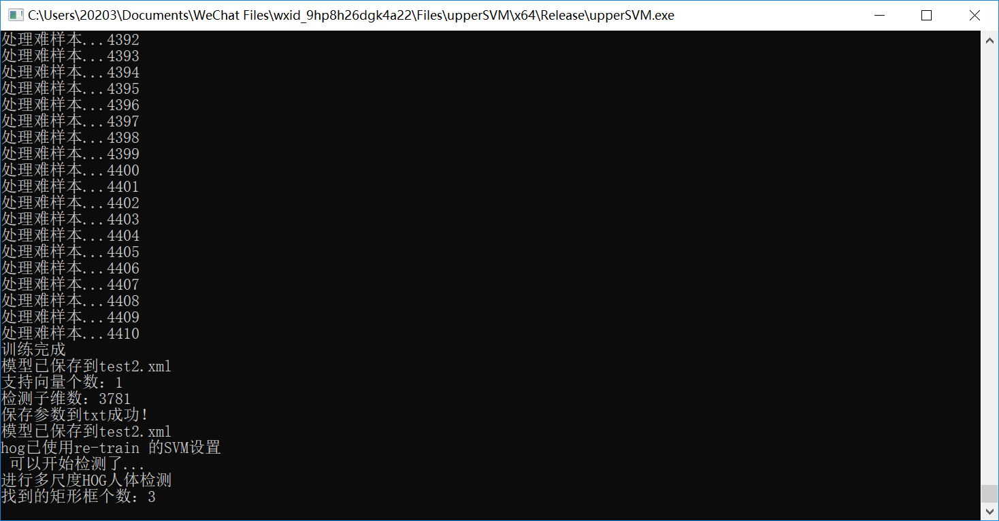 C:\Users\20203\Documents\WeChat Files\wxid_9hp8h26dgk4a22\Files\upperSVM\x64\Release\upperSVM.exe
处理难样本...4392
处理难样本...4393
处理难样本...4394
处理难样本...4395
处理难样本...4396
处理难样本...4397
处理难样本...4398
处理难样本...4399
处理难样本...4400
处理难样本...4401
处理难样本...4402
处理难样本...4403
处理难样本...4404
处理难样本...4405
处理难样本...4406
处理难样本...4407
处理难样本...4408
处理难样本...4409
处理难样本...4410
训练完成
模型已保存到test2.xml
支持向量个数：1
检测子维数：3781
保存参数到txt成功！
模型已保存到test2.xml
hog已使用re-train 的SVM设置
可以开始检测了...
进行多尺度HOG人体检测
找到的矩形框个数：3